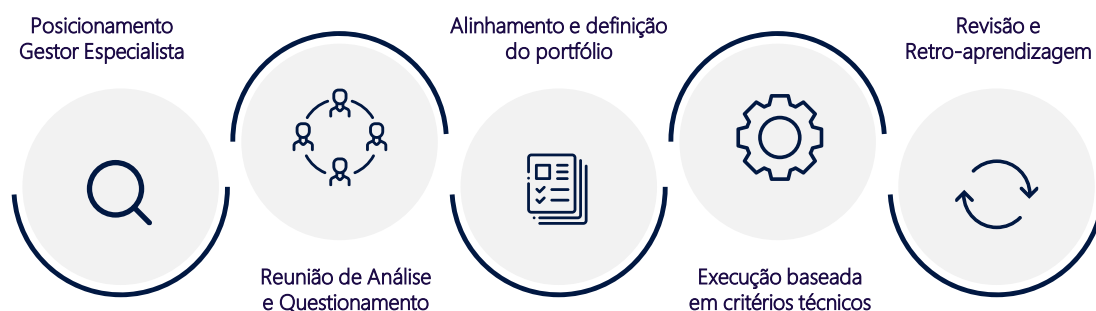 Posicionamento
Gestor Especialista
Reunião de Análise
e Questionamento
Alinhamento e definição
do portfólio
Execução baseada
em critérios técnicos
Revisão e
Retro-aprendizagem